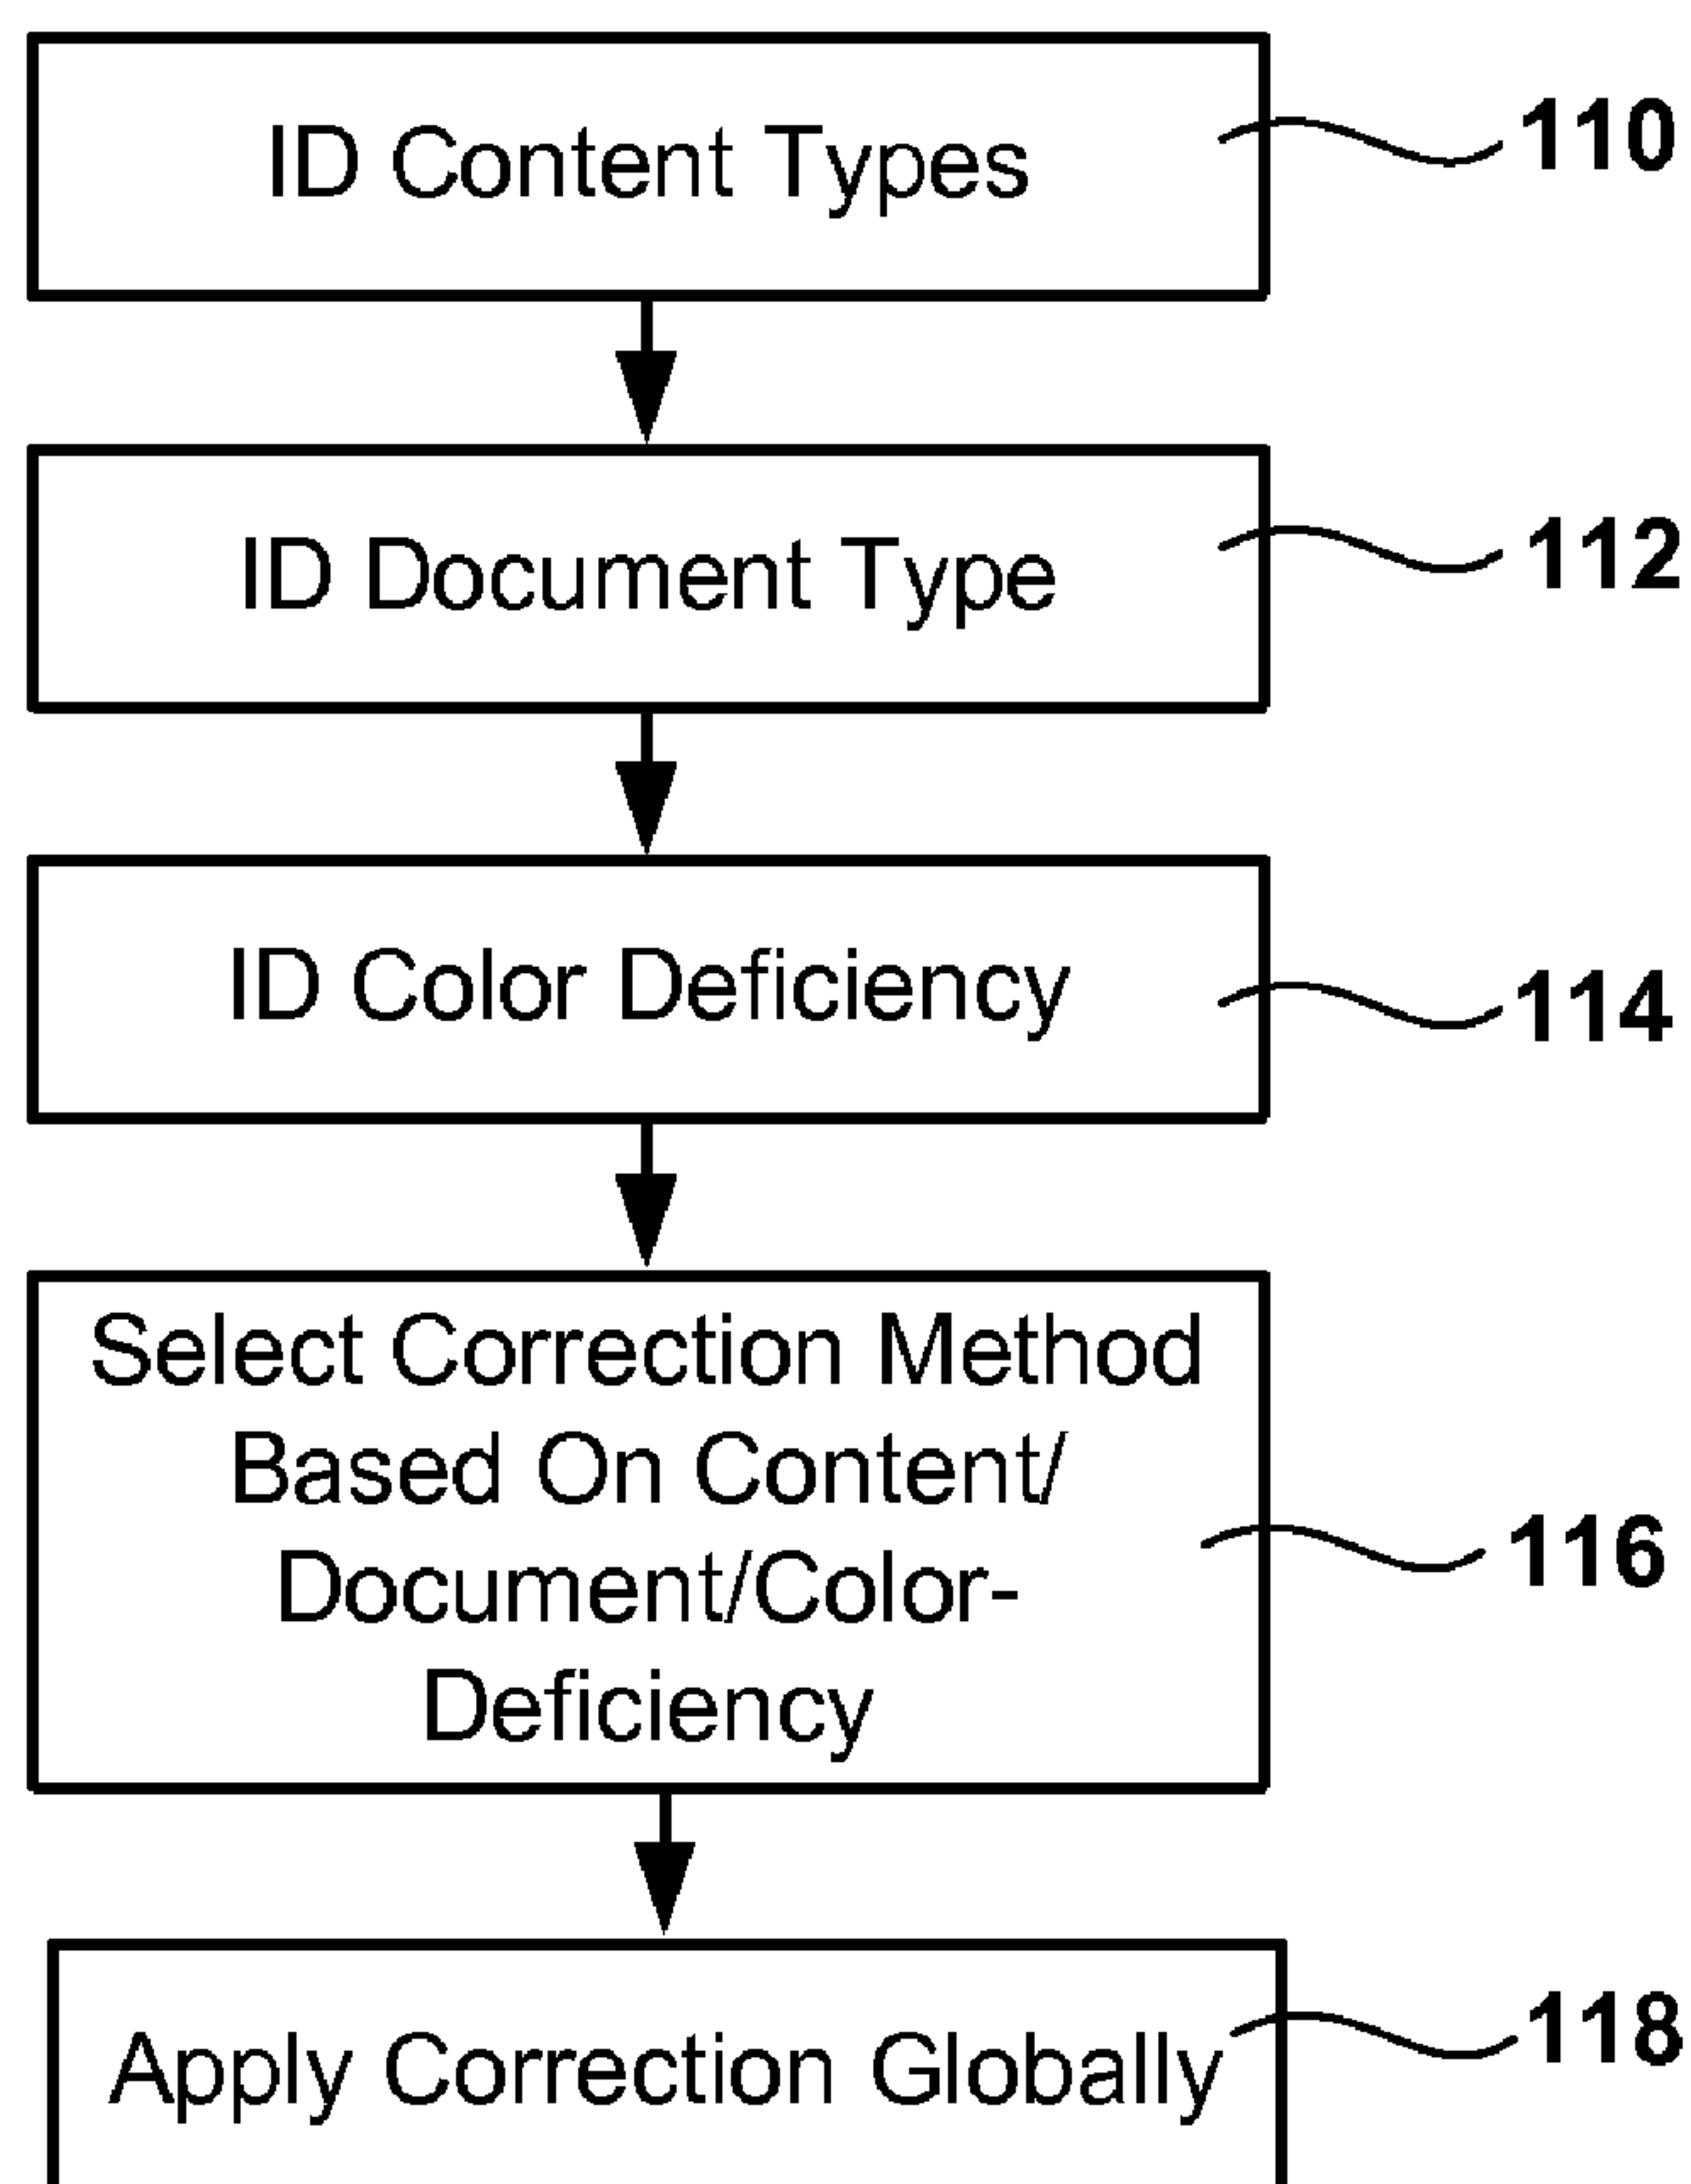 ID Content Types
110
ID Document Type
112
ID Color Deficiency
114
Select Correction Method
Based On Content/
Document/Color-
Deficiency
116
Apply Correction Globally
118